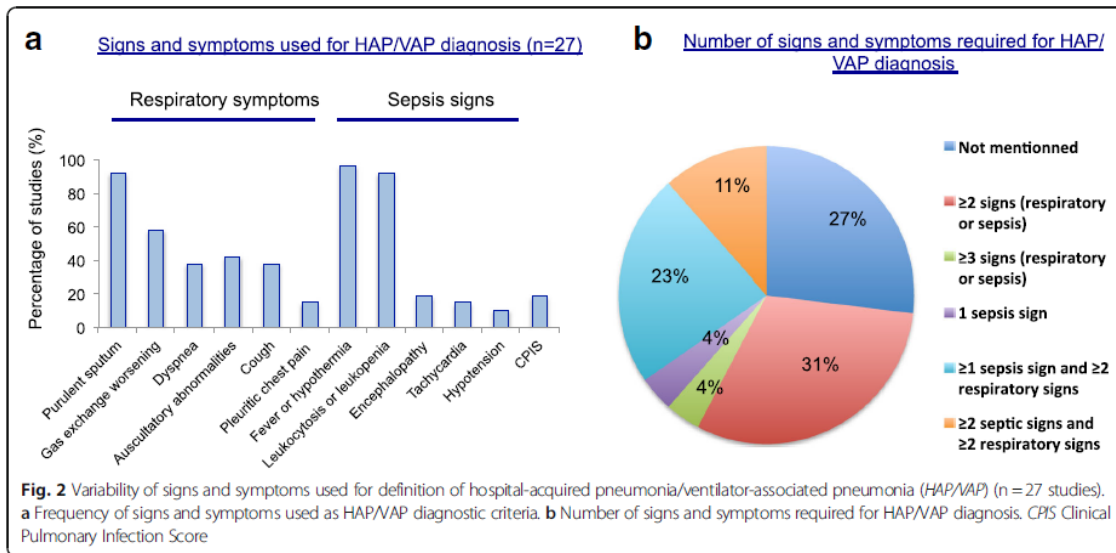 a
Signs and symptoms used for HAP/VAP diagnosis (n=27)
Respiratory symptoms
Sepsis signs
Percentage of studies (%)
100
80
60
40
20
0
Purulent sputum
Gas exchange worsening
Dyspnea
Auscultatory abnormalities
Cough
Pleuritic chest pain
Fever or hypothermia
Leukocytosis or leukopenia
Encephalopathy
Tachycardia
Hypotension
CPIS
b
Number of signs and symptoms required for HAP/
VAP diagnosis
11%
27%
23%
4%
4%
31%
Not mentionned
≥2 signs (respiratory
or sepsis)
≥3 signs (respiratory
or sepsis)
1 sepsis sign
≥1 sepsis sign and ≥2
respiratory signs
≥2 septic signs and
≥2 respiratory signs
Fig. 2 Variability of signs and symptoms used for definition of hospital-acquired pneumonia/ventilator-associated pneumonia (HAP/VAP) (n = 27 studies).
a Frequency of signs and symptoms used as HAP/VAP diagnostic criteria. b Number of signs and symptoms required for HAP/VAP diagnosis. CPIS Clinical
Pulmonary Infection Score